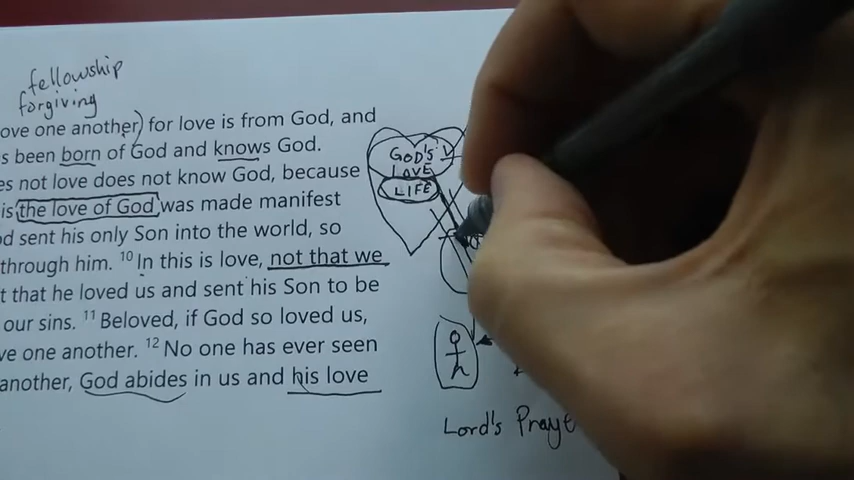 fellowship
forgiving
ove one another) for love is from God, and
s been born of God and knows God.
es not love does not know God, because
is the love of God was made manifest
d sent his only Son into the world, so
through him. 10 In this is love, not that we
t that he loved us and sent his Son to be
our sins. 11 Beloved, if God so loved us,
ve one another. 12 No one has ever seen
another, God abides in us and his love
GOD'S
LOVE
LIFE
Lord's Praye